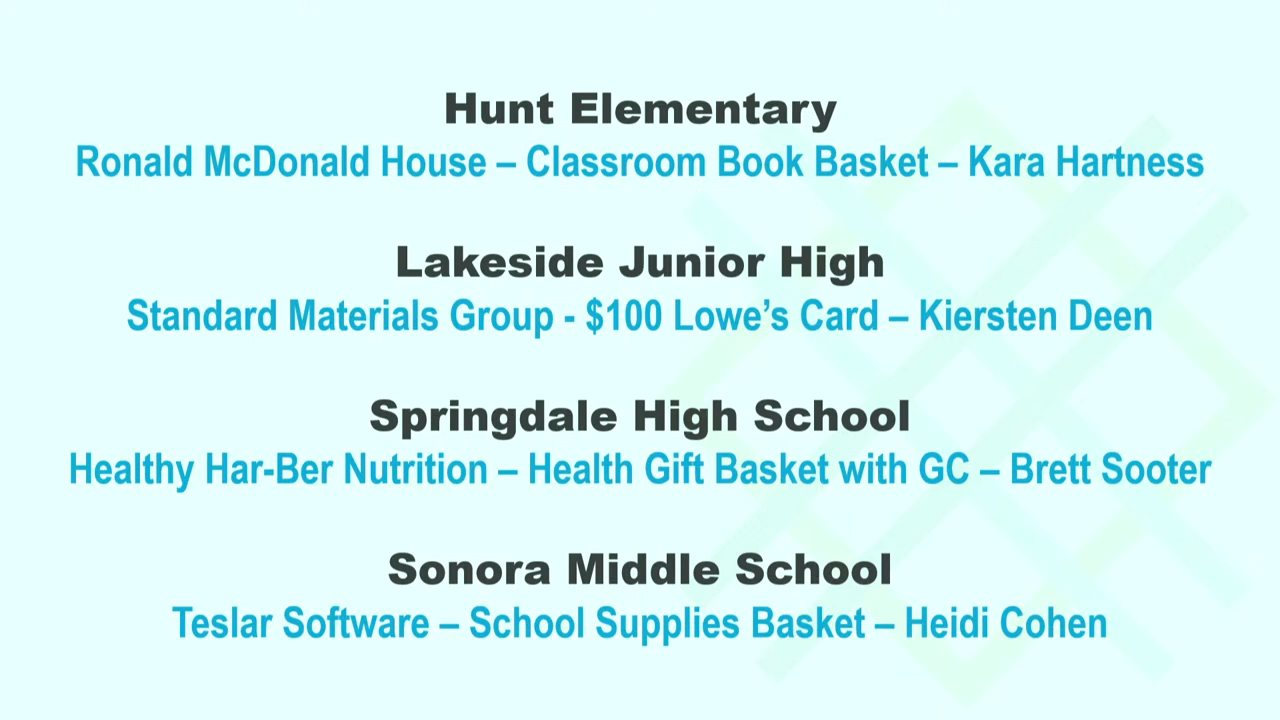 Hunt Elementary
Ronald McDonald House – Classroom Book Basket – Kara Hartness
Lakeside Junior High
Standard Materials Group - $100 Lowe’s Card – Kiersten Deen
Springdale High School
Healthy Har-Ber Nutrition – Health Gift Basket with GC – Brett Sooter
Sonora Middle School
Teslar Software – School Supplies Basket – Heidi Cohen